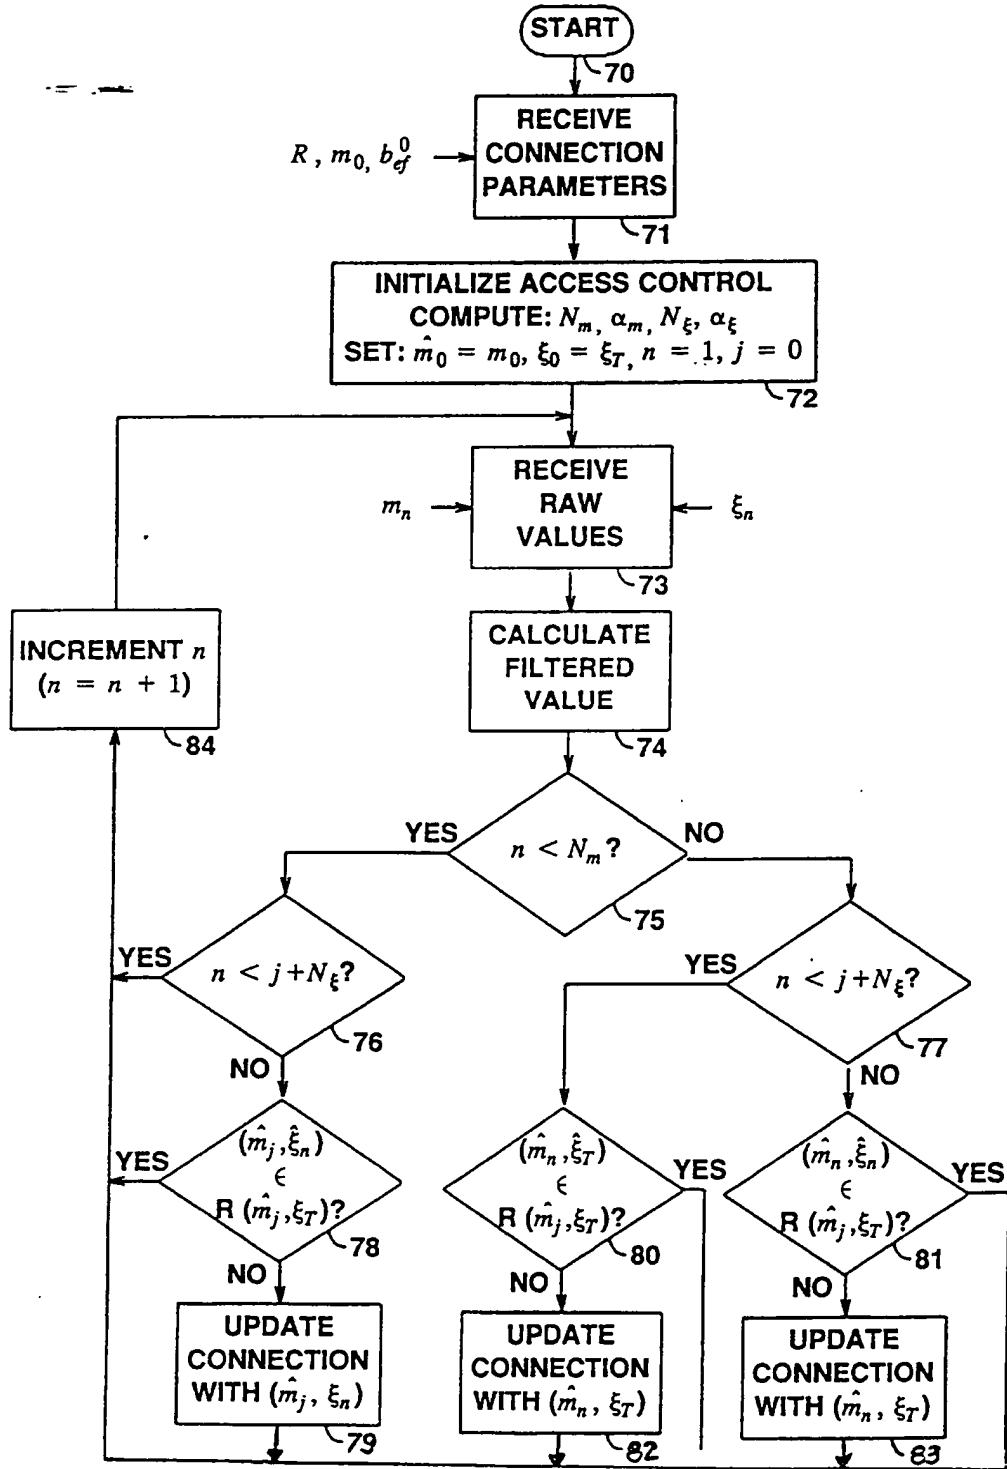 START
70
RECEIVE
CONNECTION
PARAMETERS
R, m₀, b⁰ₑf
71
INITIALIZE ACCESS CONTROL
COMPUTE: Nₘ, αₘ, N_ξ, α_ξ
SET: m̂₀ = m₀, ξ₀ = ξ_T, n = 1, j = 0
72
RECEIVE
RAW
VALUES
mₙ
ξₙ
73
CALCULATE
FILTERED
VALUE
74
INCREMENT n
(n = n + 1)
84
YES
n < Nₘ?
NO
75
YES
n < j+N_ξ?
76
NO
YES
n < j+N_ξ?
77
NO
YES
(m̂ⱼ,ξ̂ₙ)
ϵ
R (m̂ⱼ,ξ_T)?
78
NO
(m̂ₙ,ξ̂_T)
ϵ
R (m̂ⱼ,ξ_T)?
YES
80
NO
(m̂ₙ,ξ̂ₙ)
ϵ
R (m̂ⱼ,ξ_T)?
YES
81
NO
UPDATE
CONNECTION
WITH (m̂ⱼ, ξₙ)
79
UPDATE
CONNECTION
WITH (m̂ₙ, ξ_T)
82
UPDATE
CONNECTION
WITH (m̂ₙ, ξ_T)
83